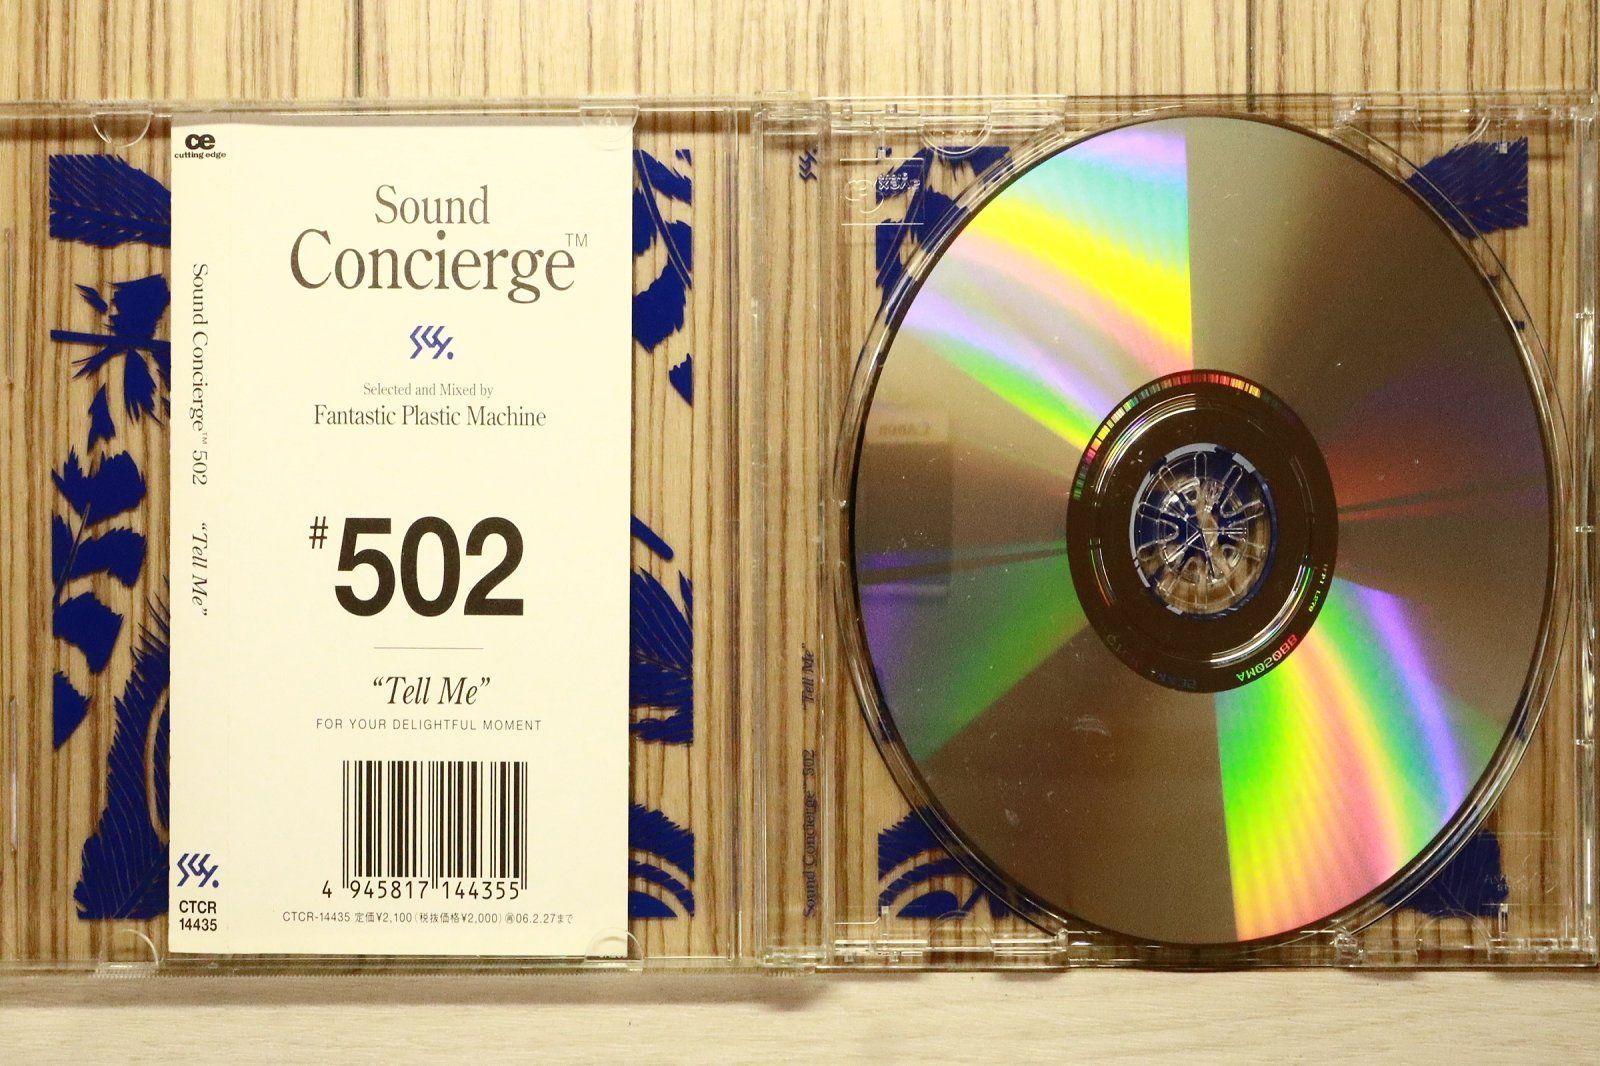 ce
cutting edge
Sound Concierge™ 502 "Tell Me"
CTCR
14435
Sound
Concierge™
Selected and Mixed by
Fantastic Plastic Machine
#502
"Tell Me"
FOR YOUR DELIGHTFUL MOMENT
4 945817 144355
CTCR-14435 定価¥2,100(税抜価格¥2,000)㋰06.2.27まで
Sound Concierge 502 "Tell Me"